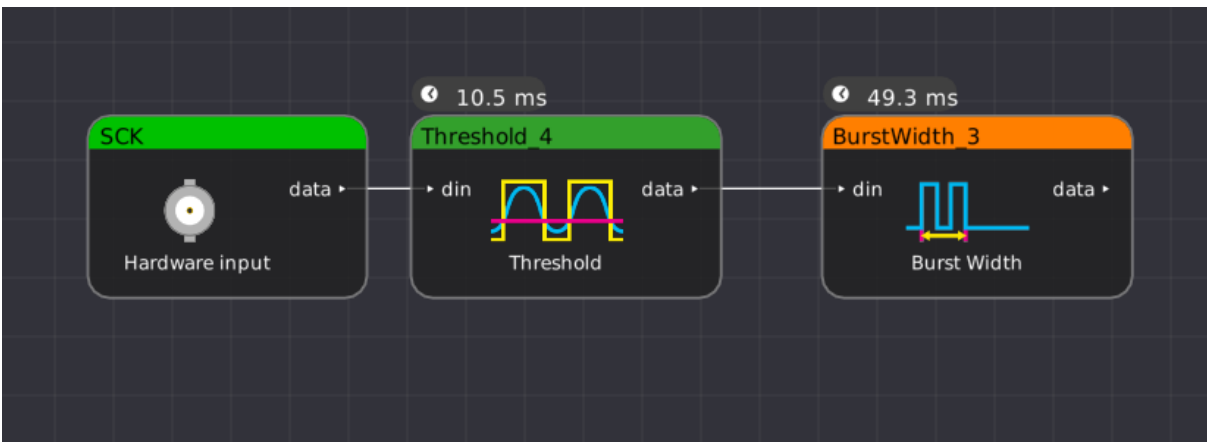 10.5 ms
49.3 ms
SCK
Threshold_4
BurstWidth_3
data
din
data
din
data
Hardware input
Threshold
Burst Width